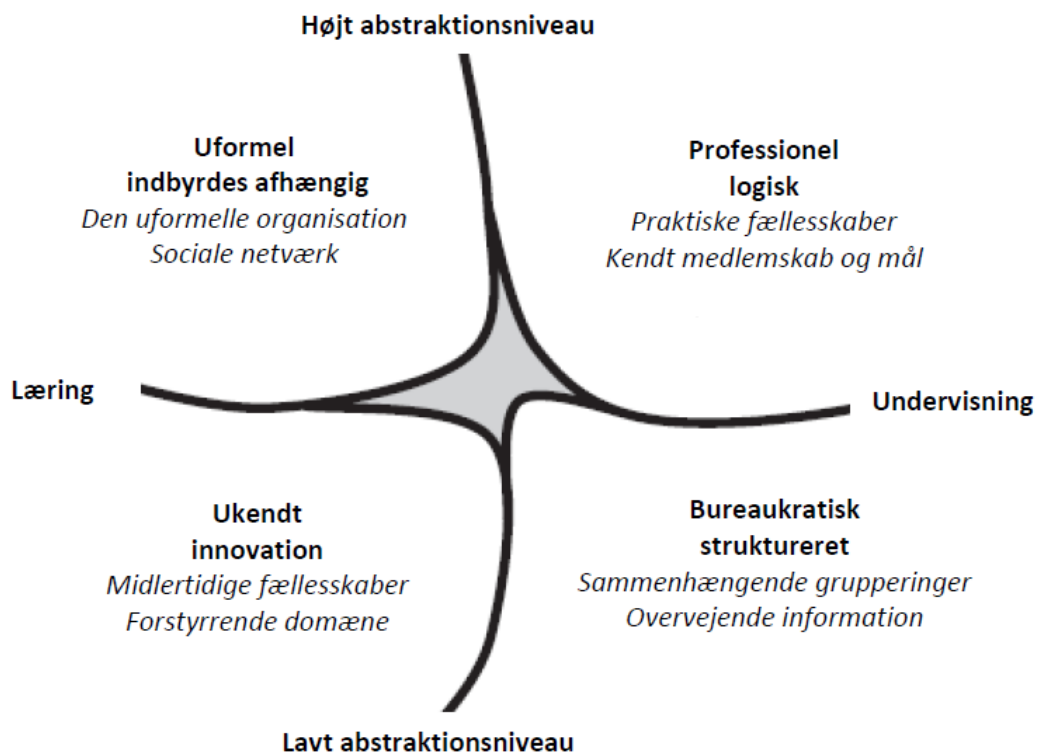 Højt abstraktionsniveau
Uformel
indbyrdes afhængig
Den uformelle organisation
Sociale netværk
Professionel
logisk
Praktiske fællesskaber
Kendt medlemskab og mål
Læring
Undervisning
Ukendt
innovation
Midlertidige fællesskaber
Forstyrrende domæne
Bureaukratisk
struktureret
Sammenhængende grupperinger
Overvejende information
Lavt abstraktionsniveau